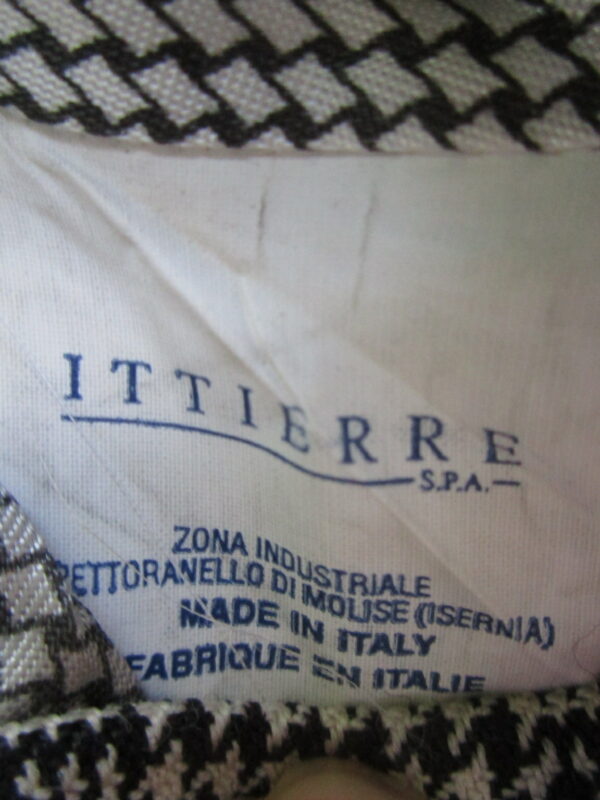 ITTIERRE
S.P.A.
ZONA INDUSTRIALE
PETTORANELLO DI MOLISE (ISERNIA)
MADE IN ITALY
FABRIQUE EN ITALIE